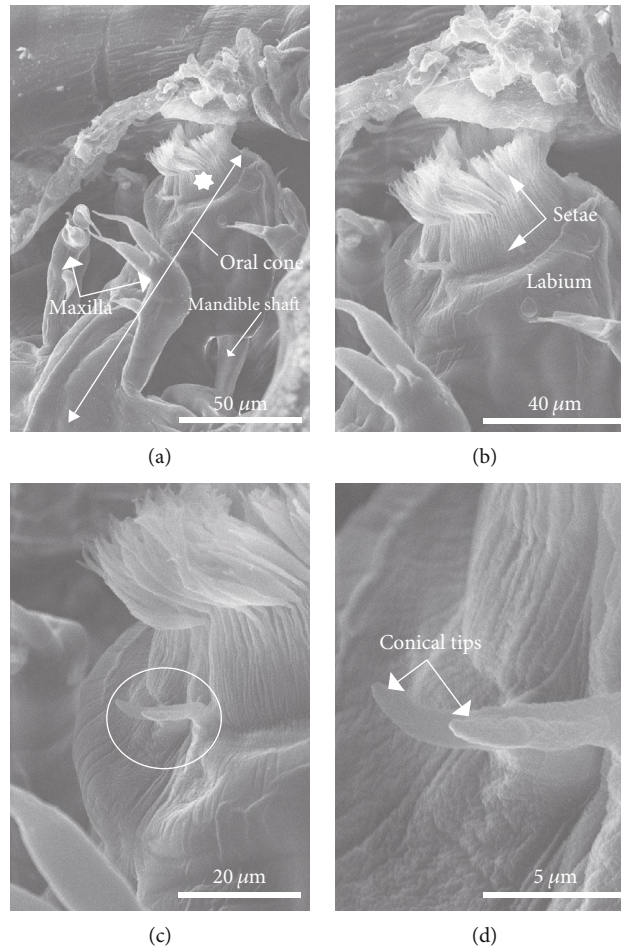 Oral cone
Maxilla
Mandible shaft
50 μm
(a)
Setae
Labium
40 μm
(b)
20 μm
(c)
Conical tips
5 μm
(d)